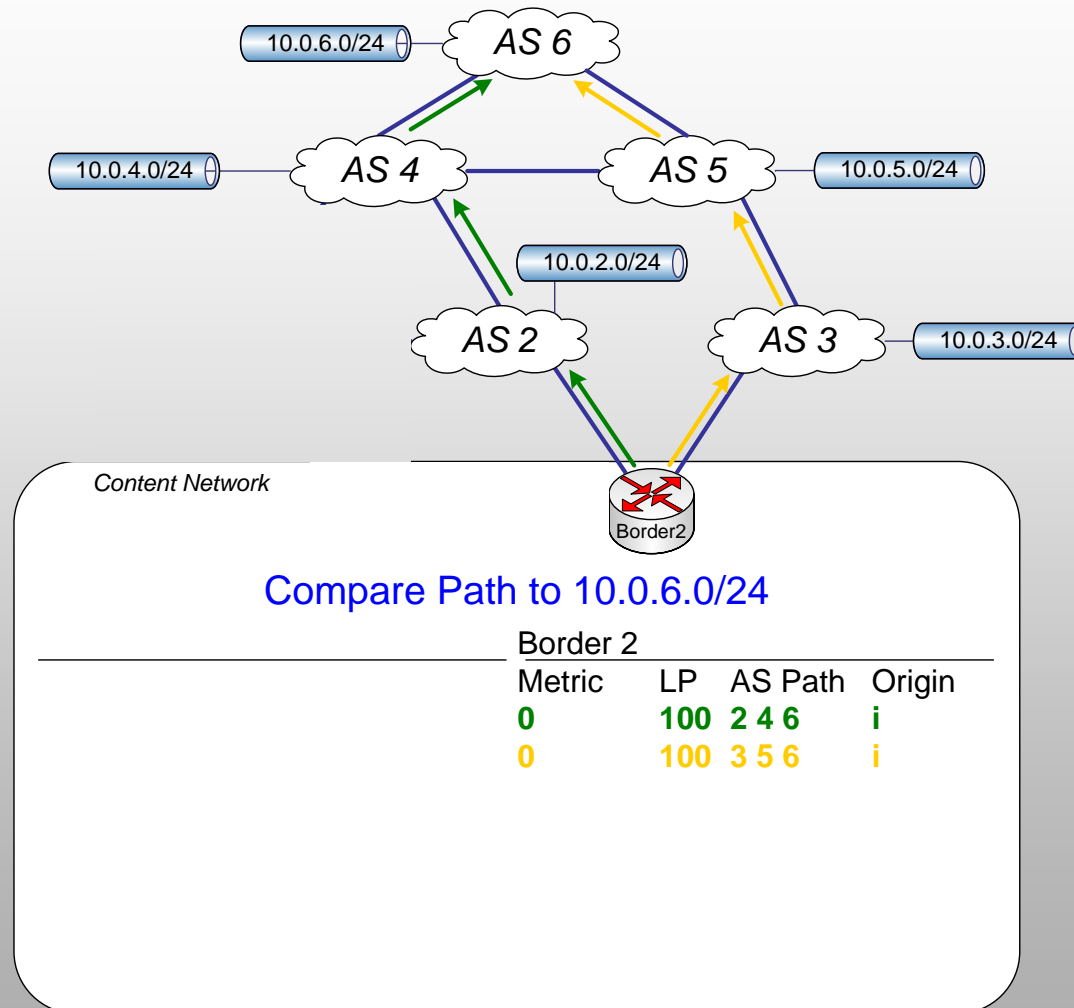 AS 6
10.0.6.0/24
AS 4
AS 5
10.0.4.0/24
10.0.5.0/24
10.0.2.0/24
AS 2
AS 3
10.0.3.0/24
Content Network
Border2
Compare Path to 10.0.6.0/24
Border 2
Metric LP AS Path Origin
0 100 2 4 6 i
0 100 3 5 6 i